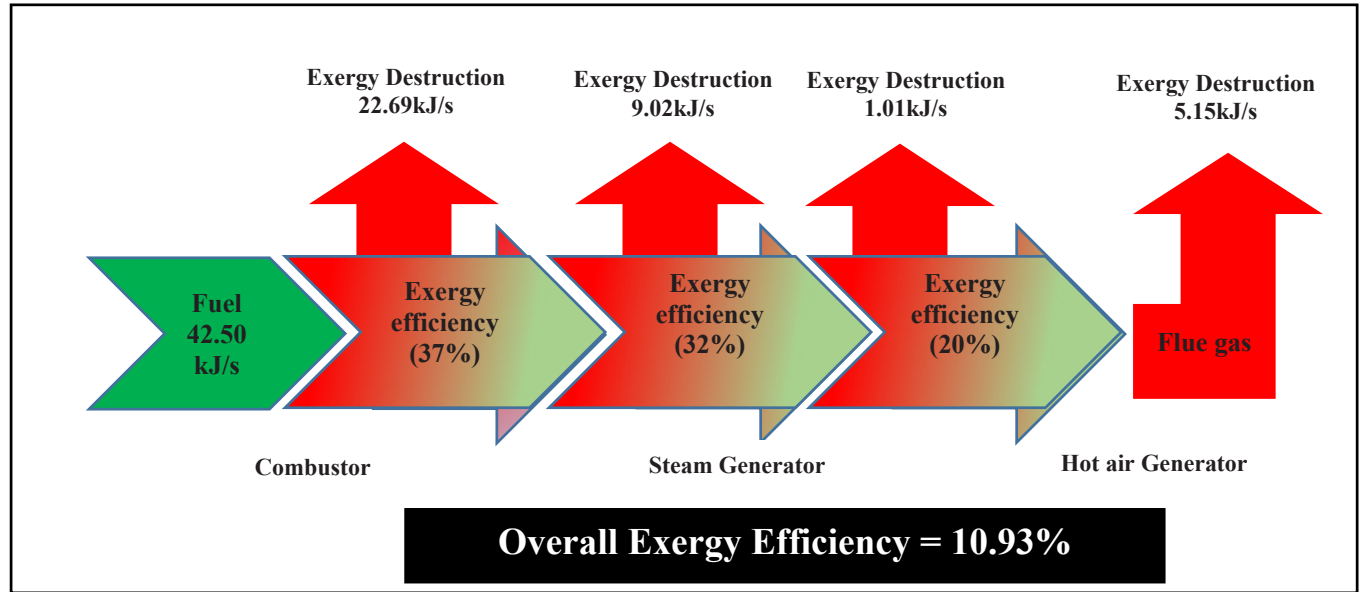 Exergy Destruction
22.69kJ/s
Exergy Destruction
9.02kJ/s
Exergy Destruction
1.01kJ/s
Exergy Destruction
5.15kJ/s
Fuel
42.50
kJ/s
Exergy
efficiency
(37%)
Exergy
efficiency
(32%)
Exergy
efficiency
(20%)
Flue gas
Combustor
Steam Generator
Hot air Generator
Overall Exergy Efficiency = 10.93%